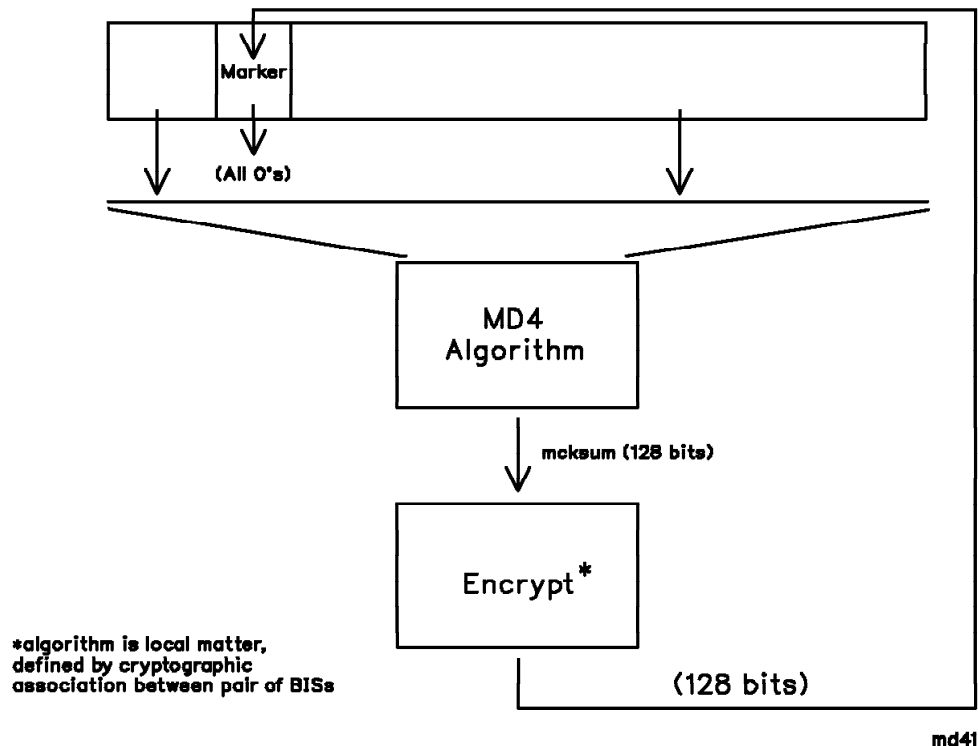 Marker
(All 0's)
MD4
Algorithm
mcksum (128 bits)
Encrypt*
*algorithm is local matter,
defined by cryptographic
association between pair of BISs
(128 bits)
md4i